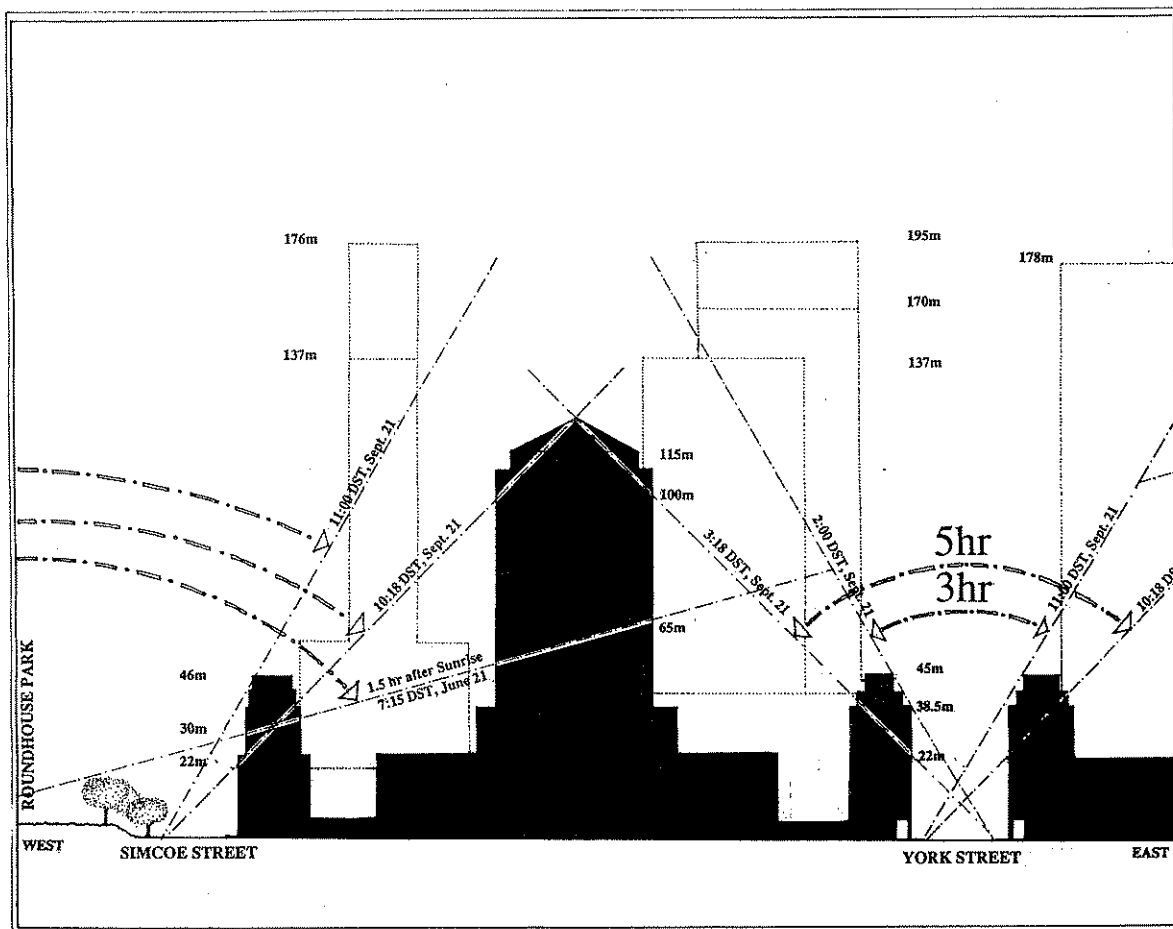 176m
195m
178m
170m
137m
137m
11:00 DST, Sept. 21
115m
100m
10:18 DST, Sept. 21
3:18 DST, Sept. 21
2:00 DST, Sept. 21
5hr
3hr
11:00 DST, Sept. 21
65m
46m
1.5 hr after Sunrise
7:15 DST, June 21
45m
38.5m
30m
22m
22m
ROUNDHOUSE PARK
WEST
SIMCOE STREET
YORK STREET
EAST